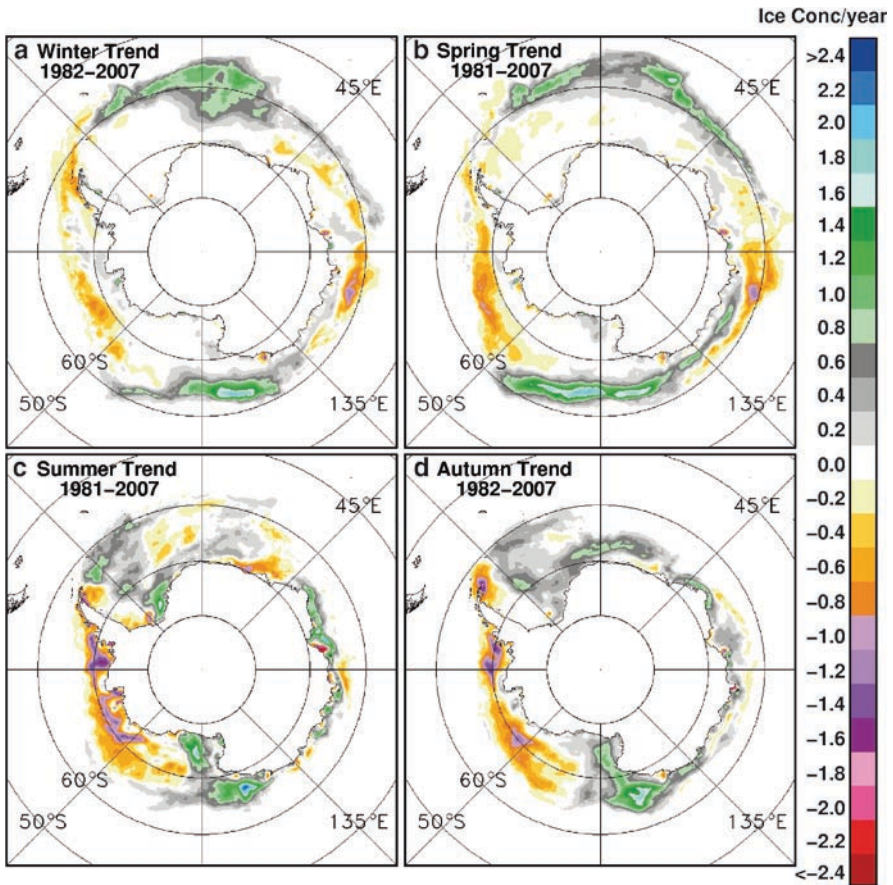 Ice Conc/year
a Winter Trend
1982–2007
45°E
60°S
50°S
135°E
b Spring Trend
1981–2007
45°E
60°S
50°S
135°E
c Summer Trend
1981–2007
45°E
60°S
50°S
135°E
d Autumn Trend
1982–2007
45°E
60°S
50°S
135°E
>2.4
2.2
2.0
1.8
1.6
1.4
1.2
1.0
0.8
0.6
0.4
0.2
0.0
−0.2
−0.4
−0.6
−0.8
−1.0
−1.2
−1.4
−1.6
−1.8
−2.0
−2.2
<−2.4